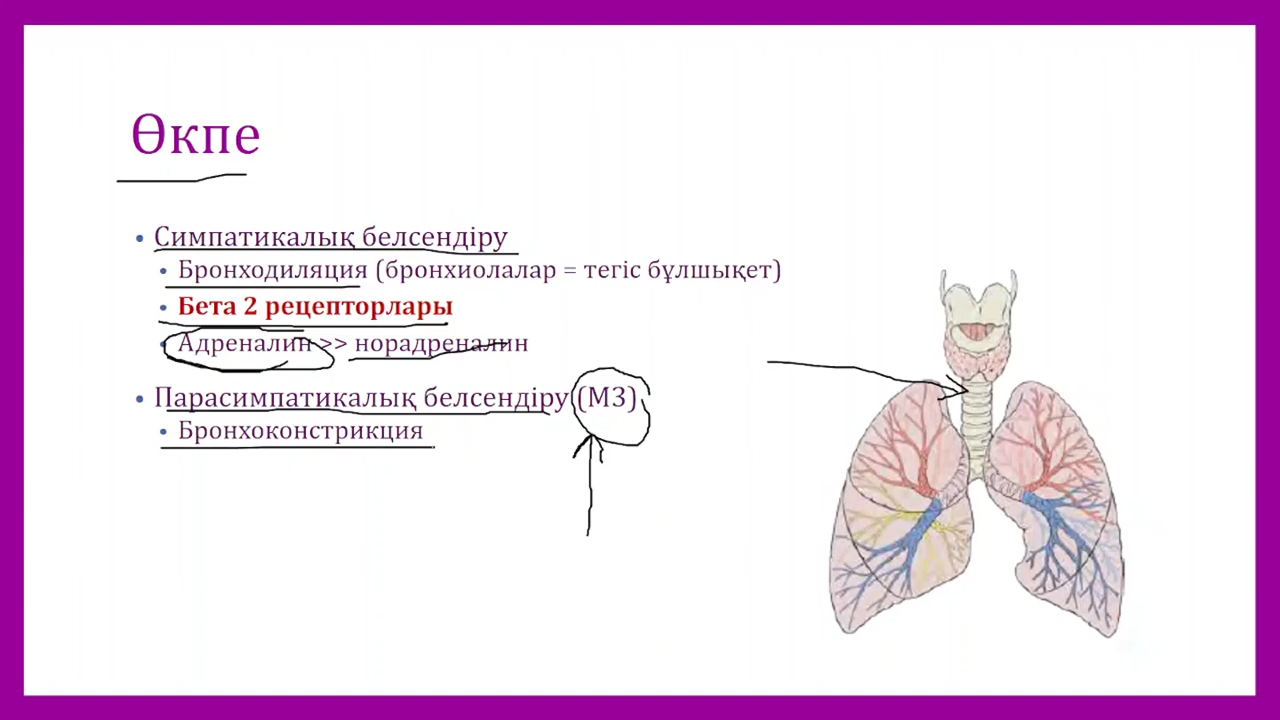 Өкпе
• Симпатикалық белсендіру
• Бронходиляция (бронхиолалар = тегіс бұлшықет)
• Бета 2 рецепторлары
• Адреналин >> норадреналин
• Парасимпатикалық белсендіру (М3)
• Бронхоконстрикция